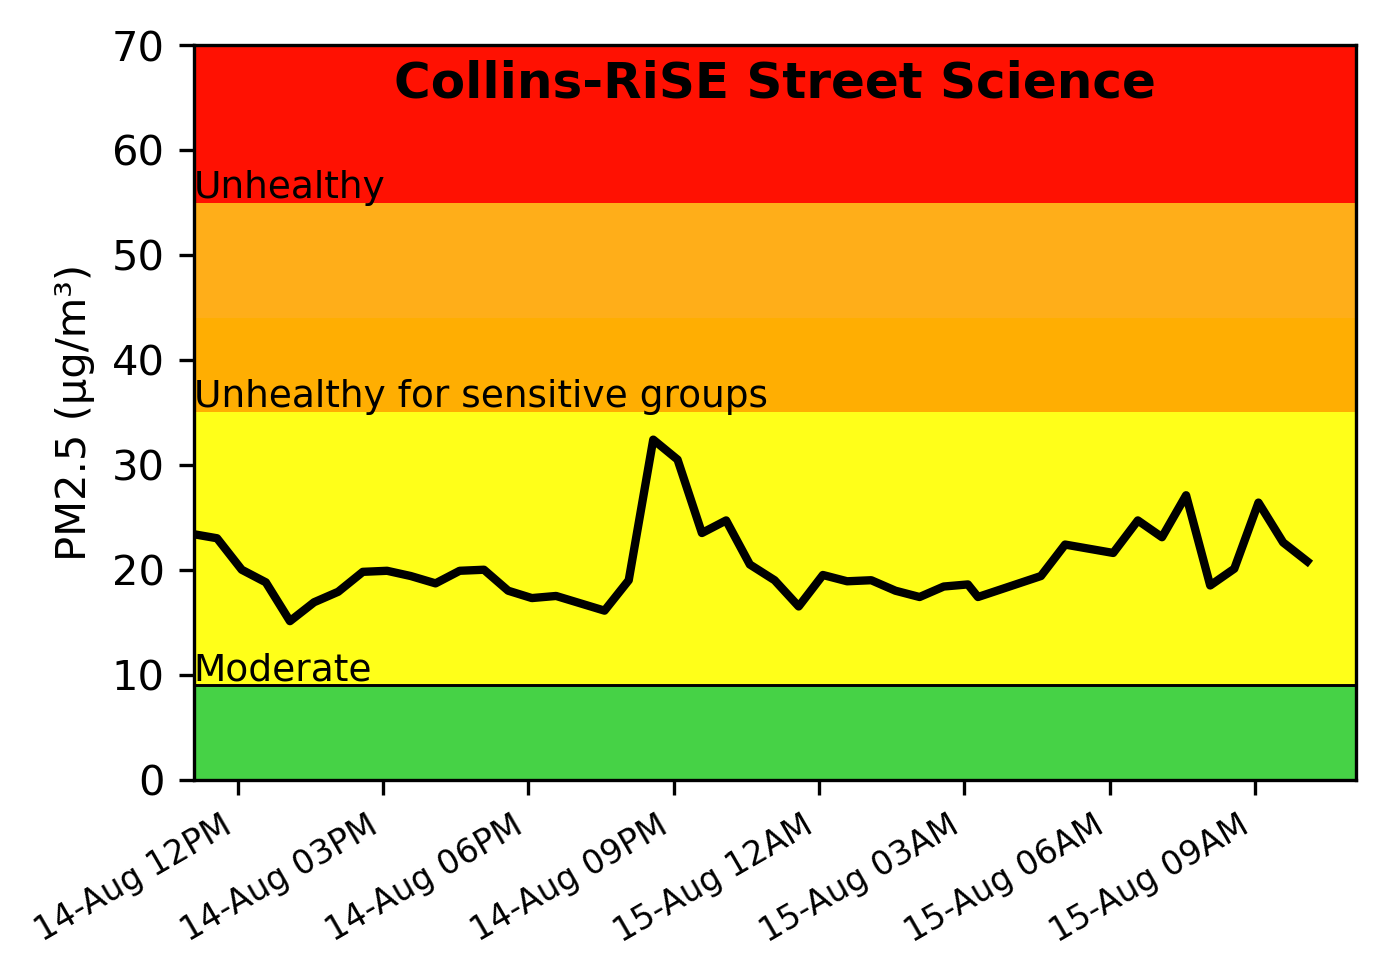 Collins-RiSE Street Science
70
60
Unhealthy
50
40
Unhealthy for sensitive groups
30
20
10
Moderate
0
PM2.5 (µg/m³)
14-Aug 12PM
14-Aug 03PM
14-Aug 06PM
14-Aug 09PM
15-Aug 12AM
15-Aug 03AM
15-Aug 06AM
15-Aug 09AM